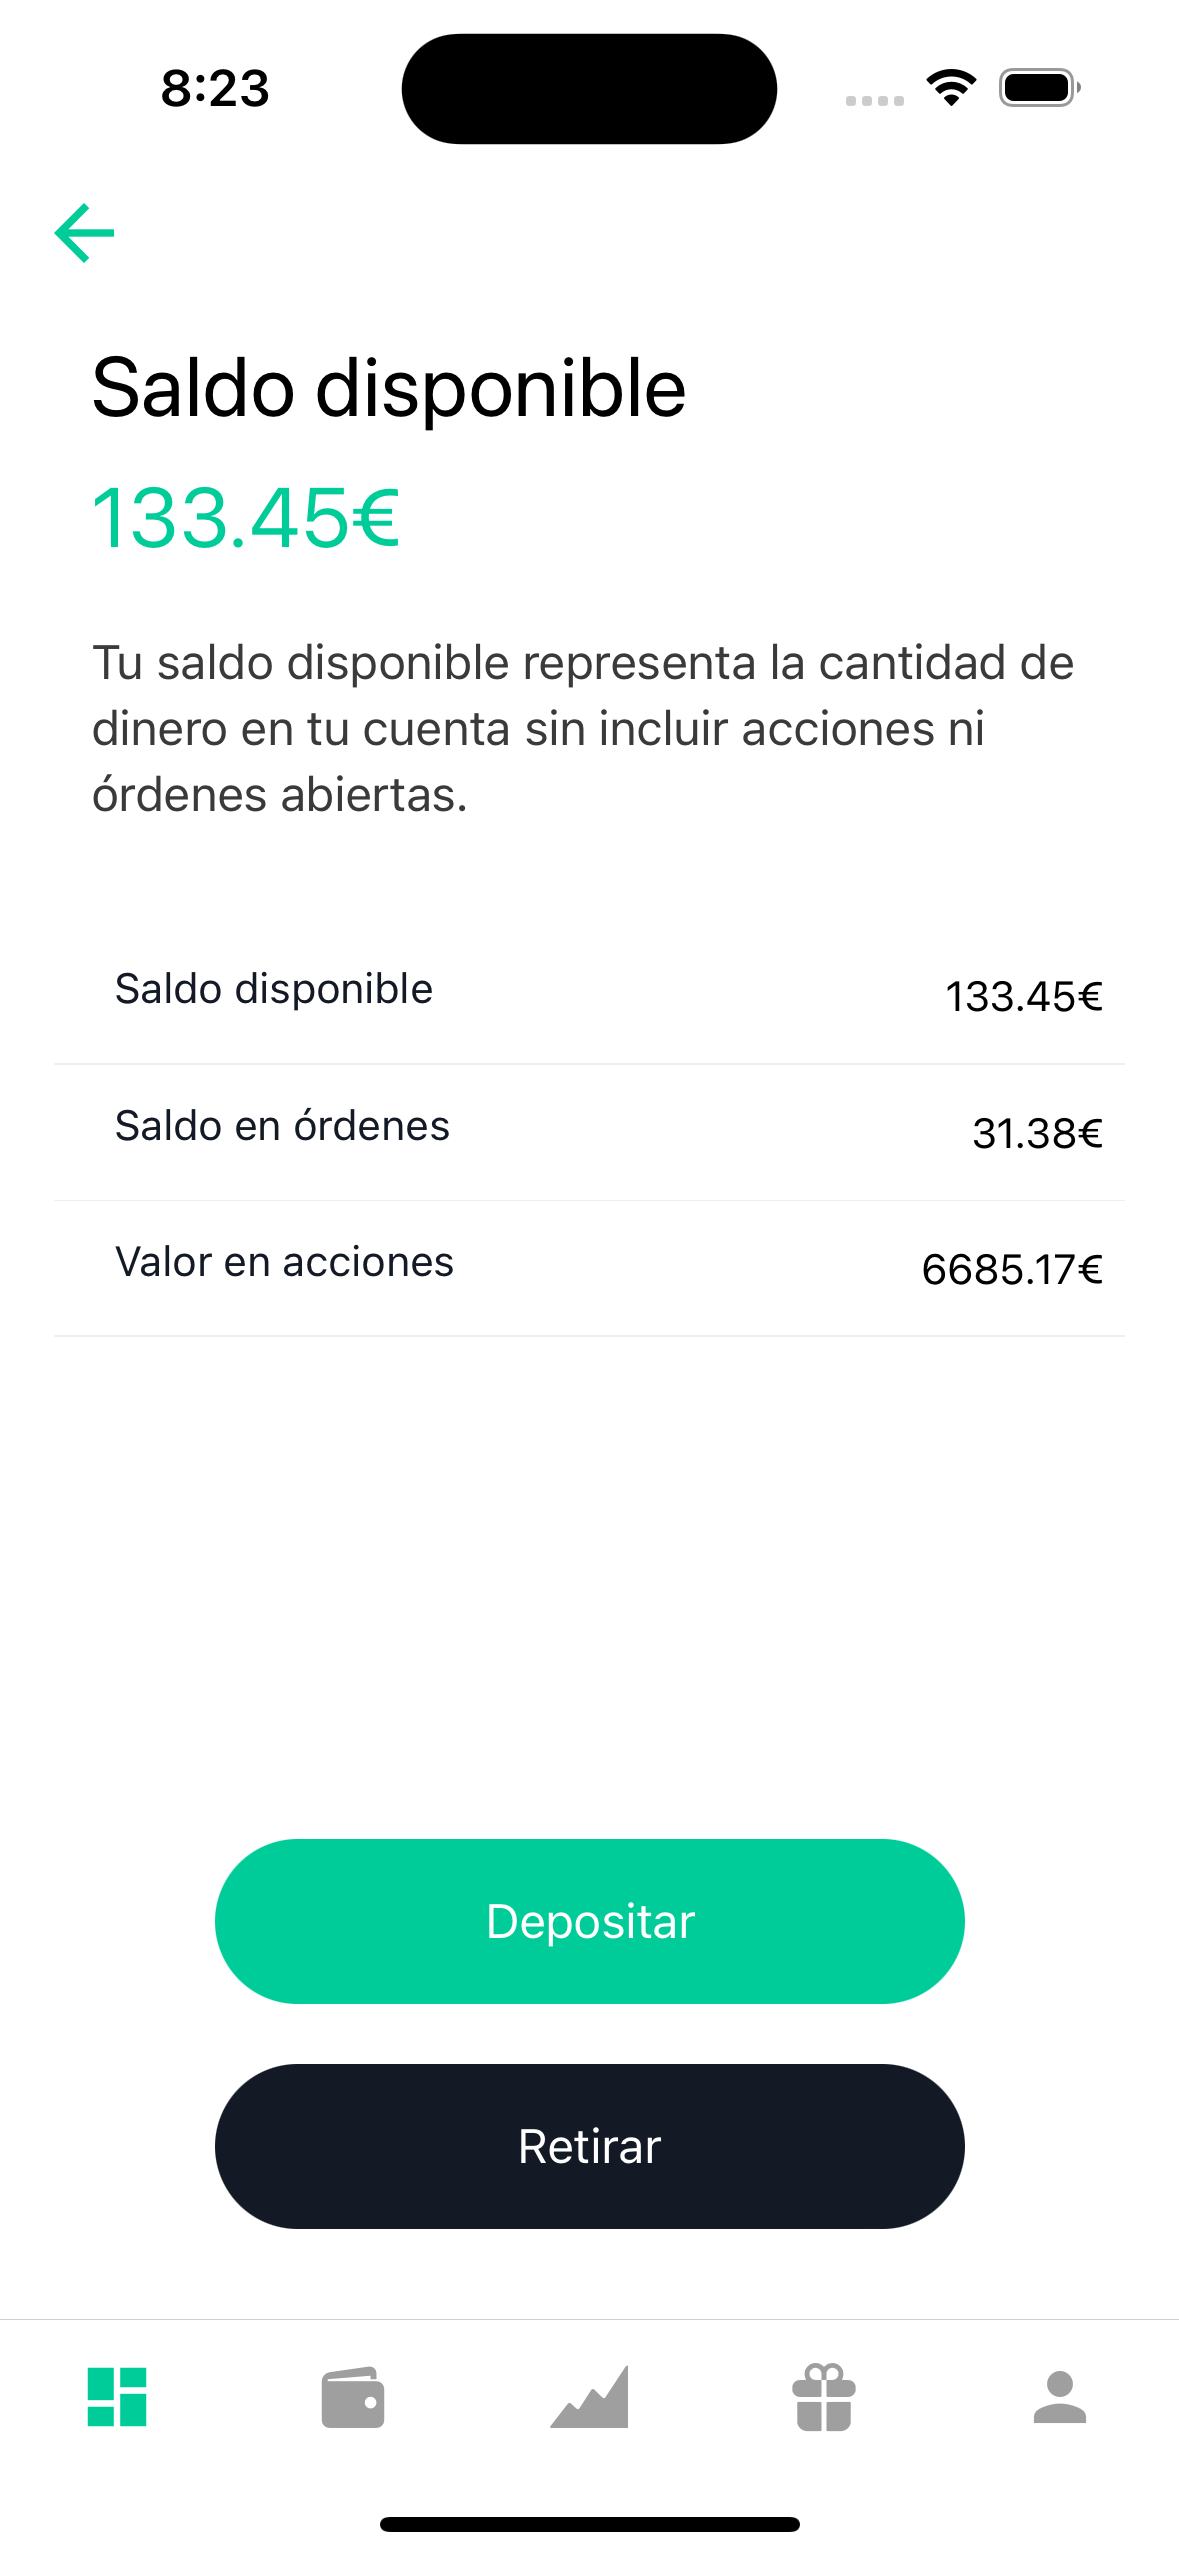 8:23
Saldo disponible
133.45€
Tu saldo disponible representa la cantidad de
dinero en tu cuenta sin incluir acciones ni
órdenes abiertas.
Saldo disponible 133.45€
Saldo en órdenes 31.38€
Valor en acciones 6685.17€
Depositar
Retirar